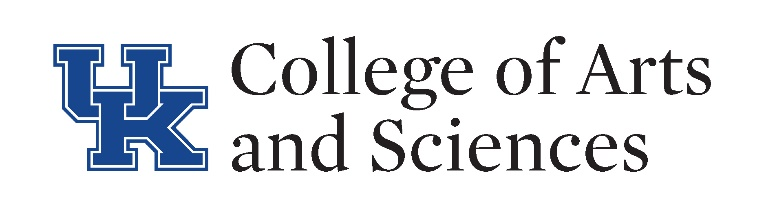 UK College of Arts
and Sciences